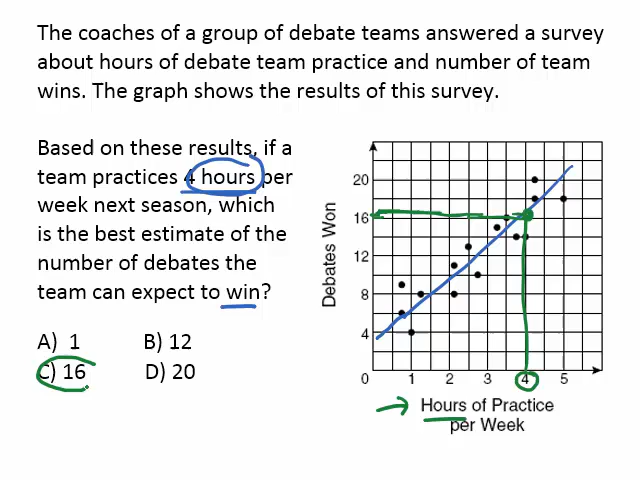 The coaches of a group of debate teams answered a survey
about hours of debate team practice and number of team
wins. The graph shows the results of this survey.
Based on these results, if a
team practices 4 hours per
week next season, which
is the best estimate of the
number of debates the
team can expect to win?
A) 1 B) 12
C) 16 D) 20
Debates Won
20
16
12
8
4
0 1 2 3 4 5
Hours of Practice
per Week